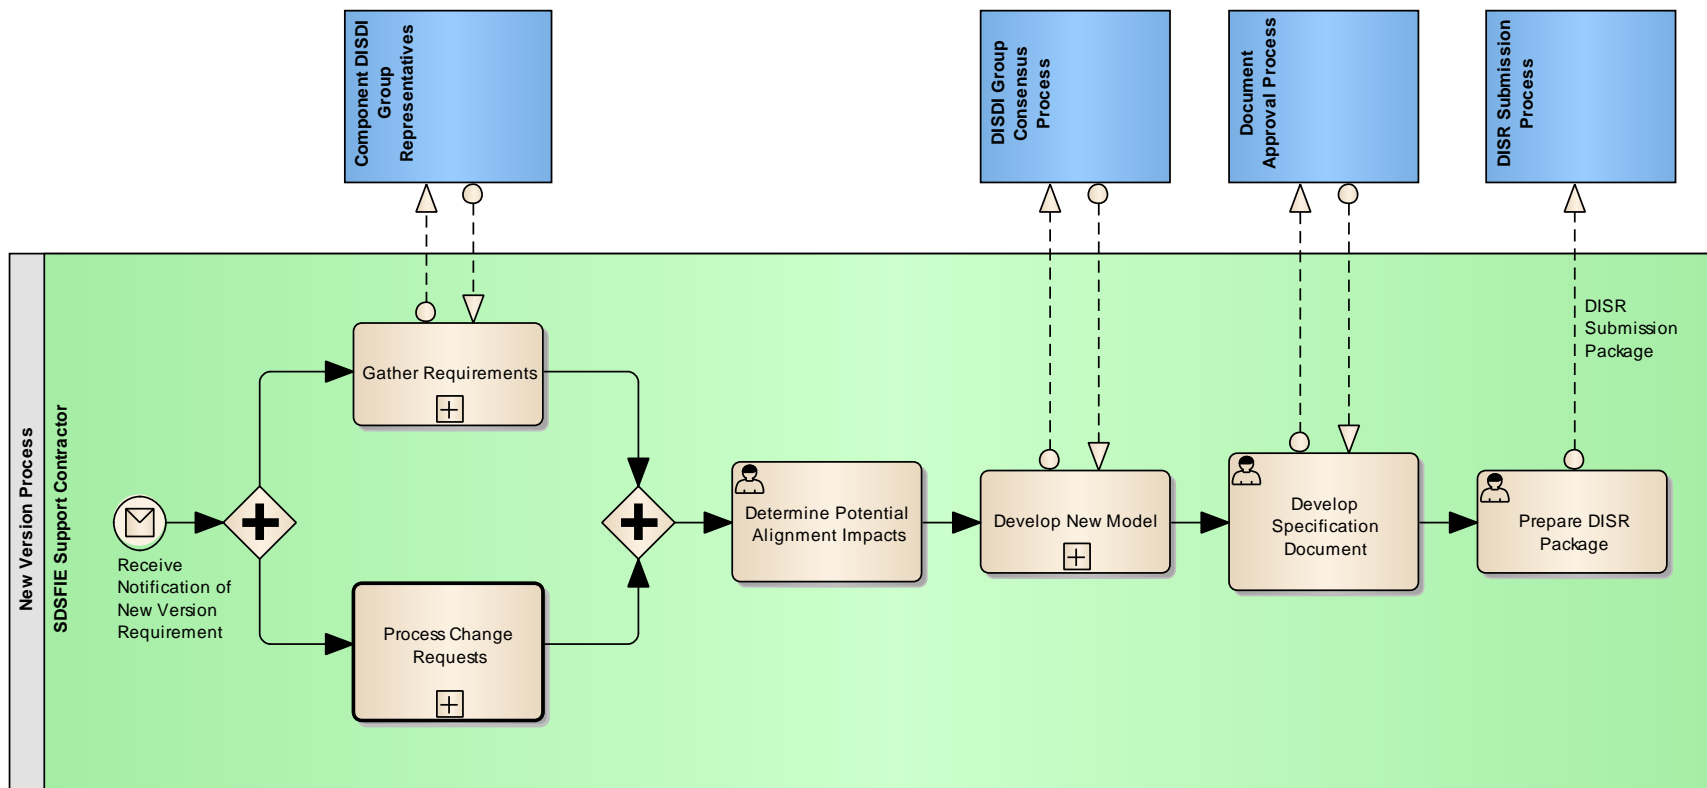 Component DISDI
Group
Representatives
DISDI Group
Consensus
Process
Document
Approval Process
DISR Submission
Process
New Version Process
SDSFIE Support Contractor
DISR
Submission
Package
Gather Requirements
Receive
Notification of
New Version
Requirement
Process Change
Requests
Determine Potential
Alignment Impacts
Develop New Model
Develop
Specification
Document
Prepare DISR
Package